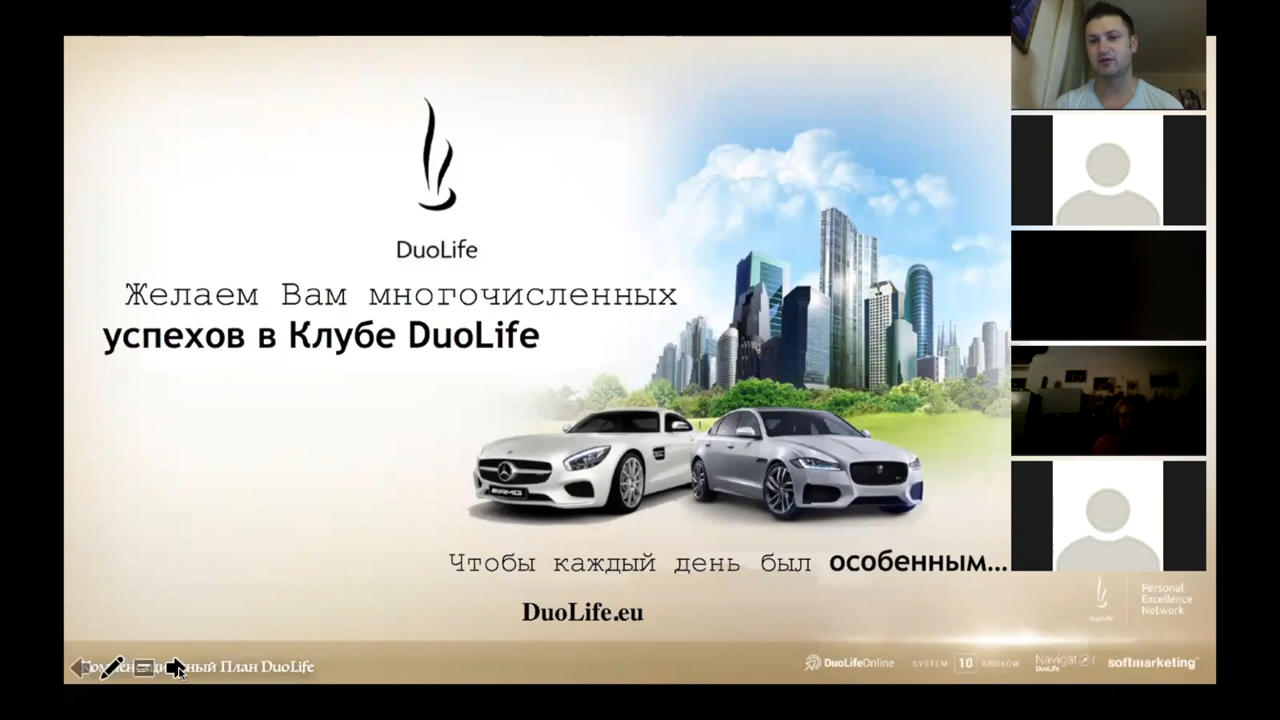 DuoLife
Желаем Вам многочисленных
успехов в Клубе DuoLife
AMG
Чтобы каждый день был особенным...
DuoLife.eu
DuoLife
Personal
Excellence
Network
План DuoLife
DuoLifeOnline
SYSTEM 10 KROKÓW
DuoLife
softmarketing